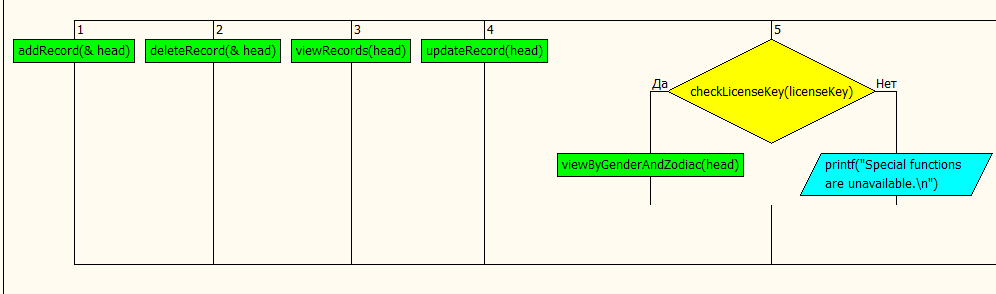 1
2
3
4
5
addRecord(& head)
deleteRecord(& head)
viewRecords(head)
updateRecord(head)
Да
checkLicenseKey(licenseKey)
Нет
viewByGenderAndZodiac(head)
printf("Special functions
are unavailable.\n")